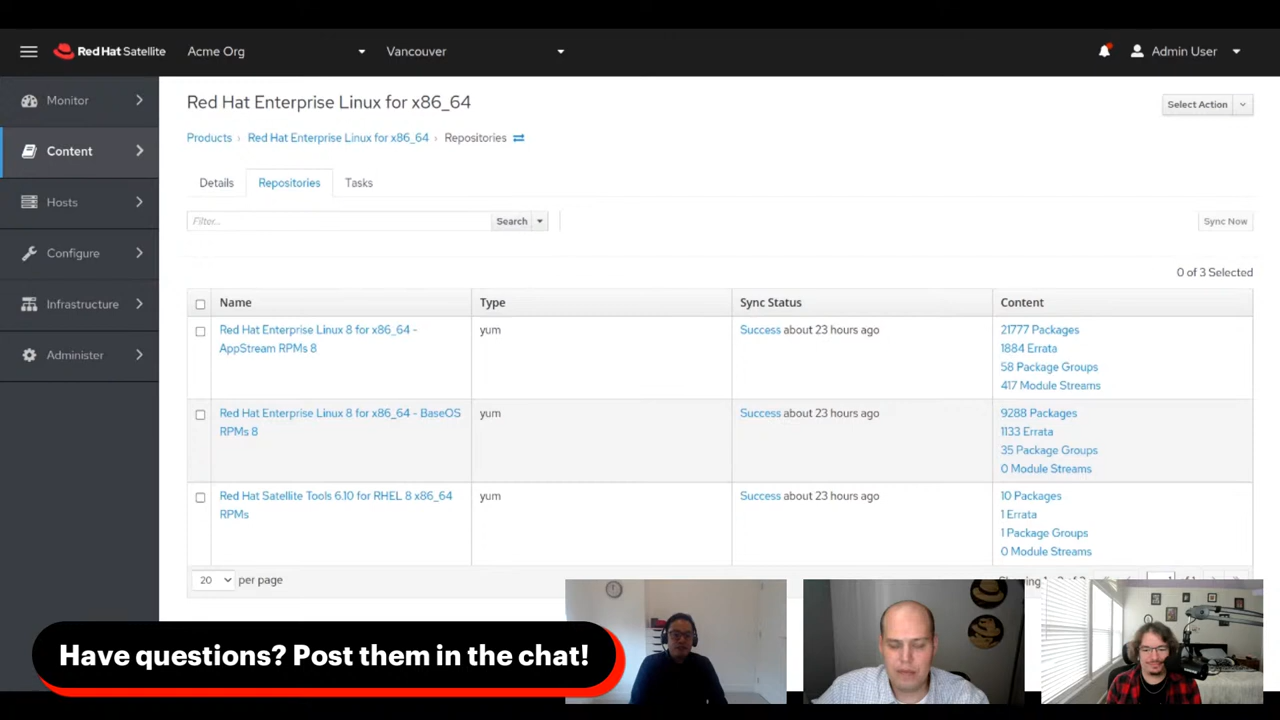 Red Hat Satellite
Acme Org
Vancouver
Admin User
Monitor
Content
Hosts
Configure
Infrastructure
Administer
Red Hat Enterprise Linux for x86_64
Select Action
Products › Red Hat Enterprise Linux for x86_64 › Repositories
Details Repositories Tasks
Filter... Search
Sync Now
0 of 3 Selected
Name Type Sync Status Content
Red Hat Enterprise Linux 8 for x86_64 -
AppStream RPMs 8
yum
Success about 23 hours ago
21777 Packages
1884 Errata
58 Package Groups
417 Module Streams
Red Hat Enterprise Linux 8 for x86_64 - BaseOS
RPMs 8
yum
Success about 23 hours ago
9288 Packages
1133 Errata
35 Package Groups
0 Module Streams
Red Hat Satellite Tools 6.10 for RHEL 8 x86_64
RPMs
yum
Success about 23 hours ago
10 Packages
1 Errata
1 Package Groups
0 Module Streams
20 per page
Have questions? Post them in the chat!